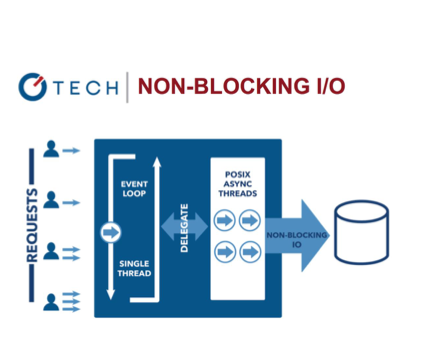 TECH
NON-BLOCKING I/O
REQUESTS
EVENT
LOOP
SINGLE
THREAD
DELEGATE
POSIX
ASYNC
THREADS
NON-BLOCKING
IO